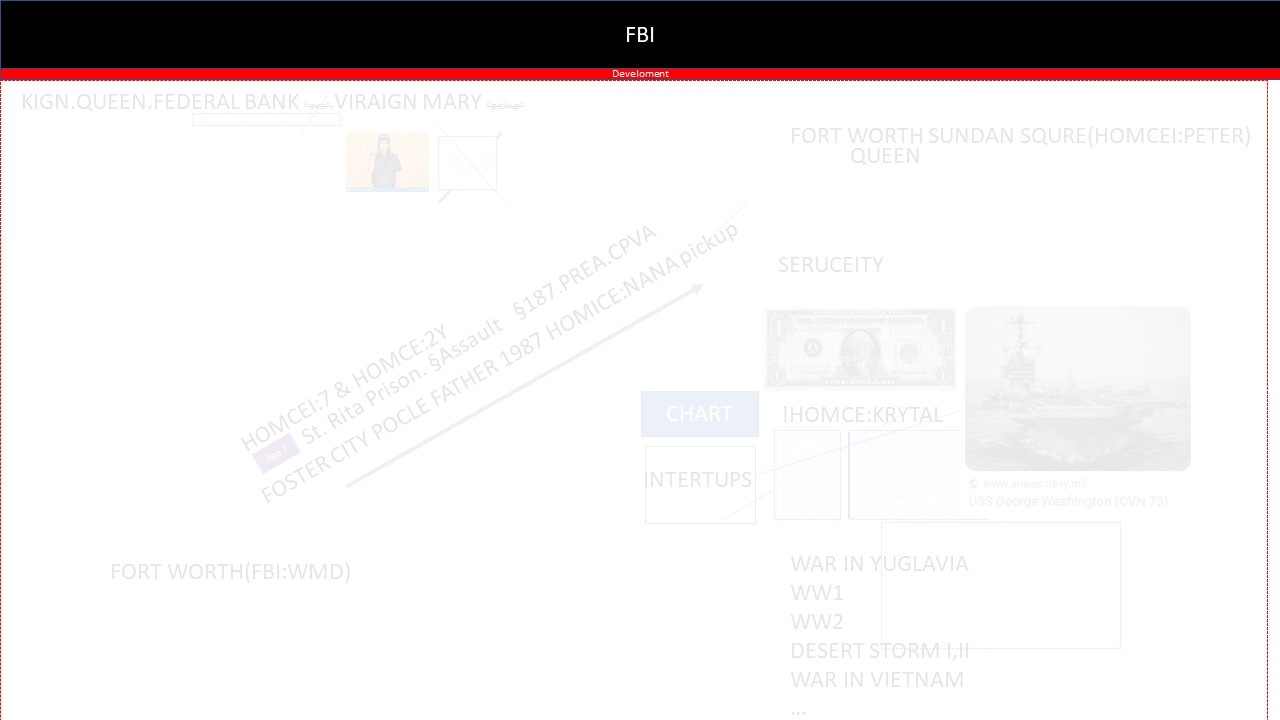 FBI
Develoment
KIGN.QUEEN.FEDERAL BANK VIRAIGN MARY "pickup"
FORT WORTH SUNDAN SQURE(HOMCEI:PETER)
QUEEN
HOMCEI:7 & HOMCE:2Y
St. Rita Prison. §Assault §187.PREA.CPVA
FOSTER CITY POCLE FATHER 1987 HOMICE:NANA pickup
SERUCEITY
CHART
!HOMCE:KRYTAL
INTERTUPS
www.airpac.navy.mil
USS George Washington (CVN 73)
FORT WORTH(FBI:WMD)
WAR IN YUGLAVIA
WW1
WW2
DESERT STORM I,II
WAR IN VIETNAM
...